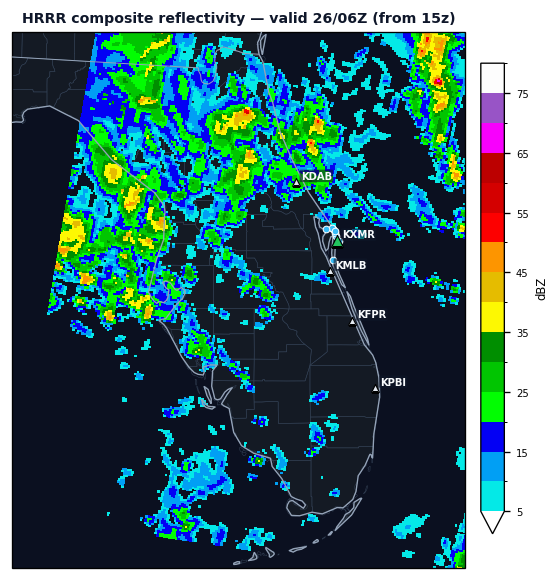 HRRR composite reflectivity — valid 26/06Z (from 15z)
75
65
55
45
35
25
15
5
dBZ
KDAB
KXMR
KMLB
KFPR
KPBI